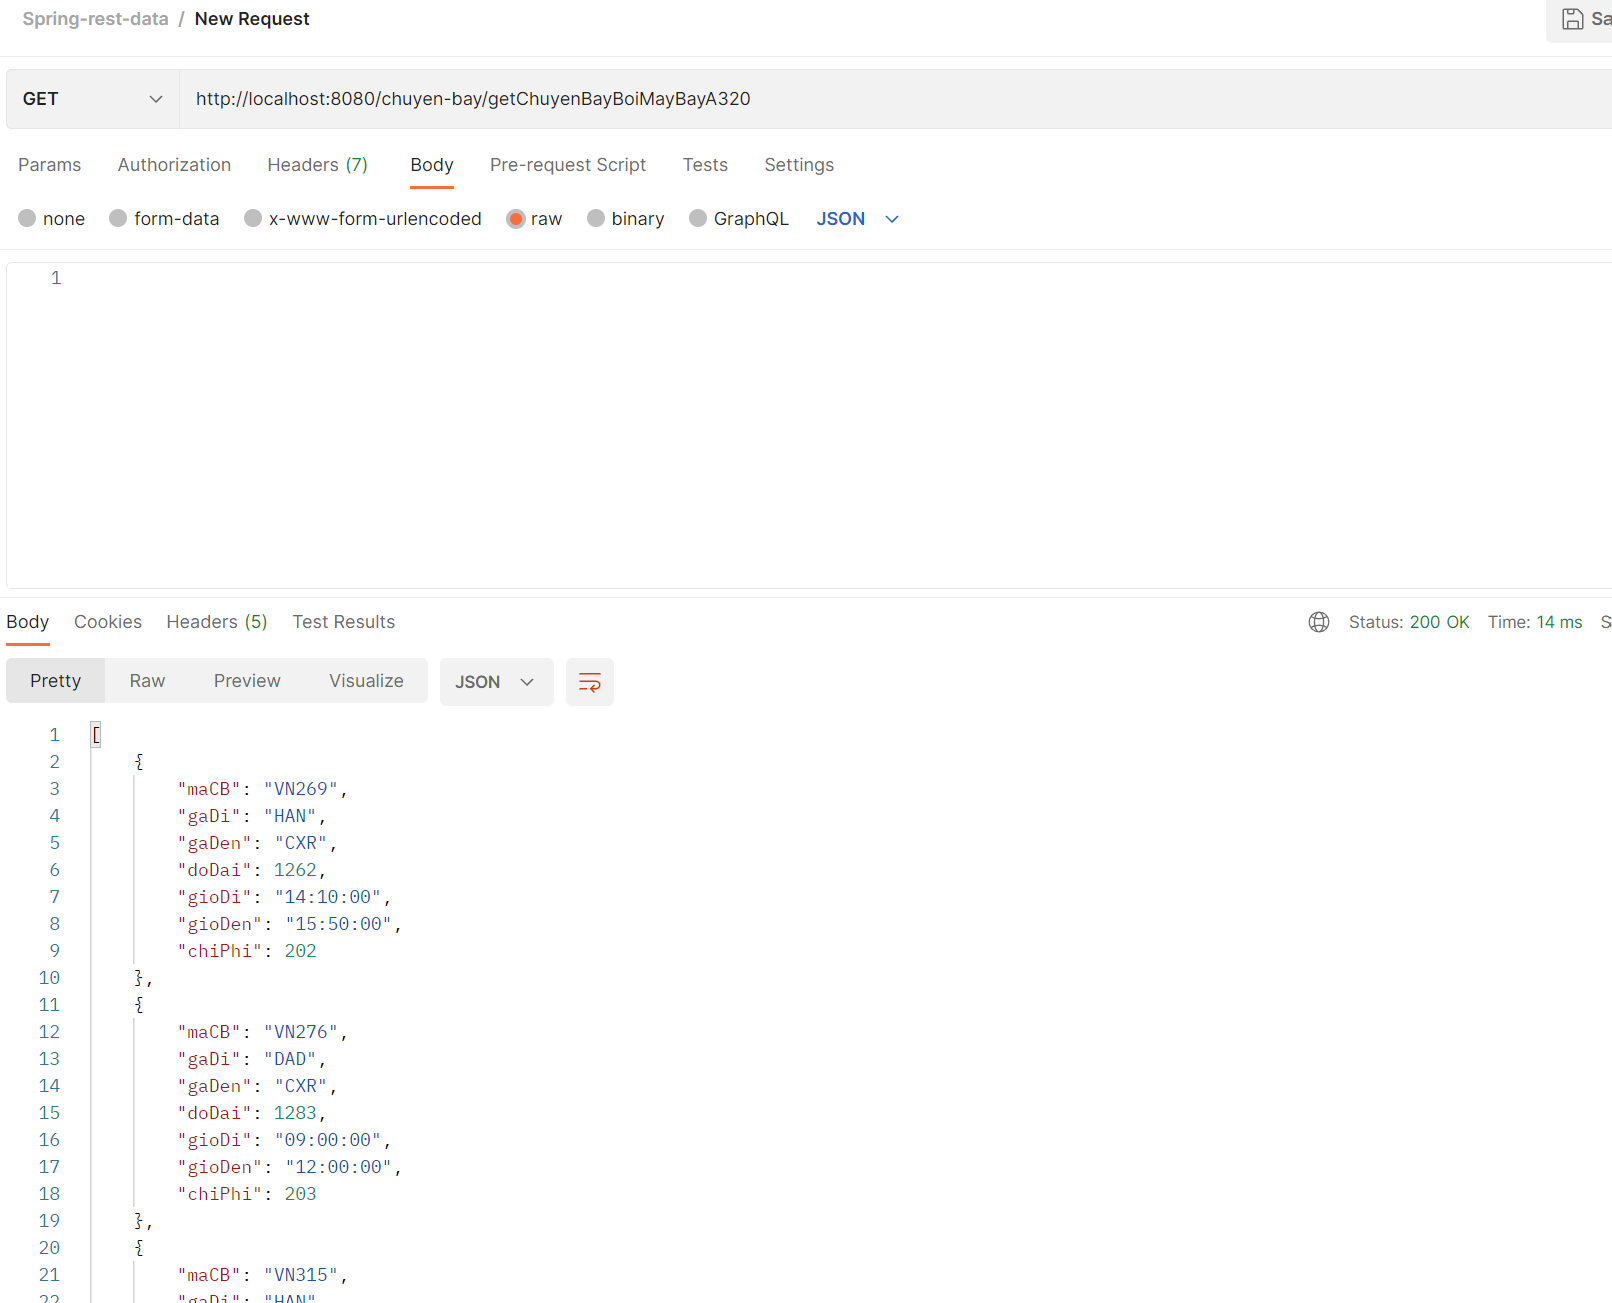 Spring-rest-data / New Request
Sa
GET http://localhost:8080/chuyen-bay/getChuyenBayBoiMayBayA320
Params Authorization Headers (7) Body Pre-request Script Tests Settings
none form-data x-www-form-urlencoded raw binary GraphQL JSON
1
Body Cookies Headers (5) Test Results Status: 200 OK Time: 14 ms S
Pretty Raw Preview Visualize JSON
1 [
2 {
3 "maCB": "VN269",
4 "gaDi": "HAN",
5 "gaDen": "CXR",
6 "doDai": 1262,
7 "gioDi": "14:10:00",
8 "gioDen": "15:50:00",
9 "chiPhi": 202
10 },
11 {
12 "maCB": "VN276",
13 "gaDi": "DAD",
14 "gaDen": "CXR",
15 "doDai": 1283,
16 "gioDi": "09:00:00",
17 "gioDen": "12:00:00",
18 "chiPhi": 203
19 },
20 {
21 "maCB": "VN315",
22 "gaDi": "HAN"